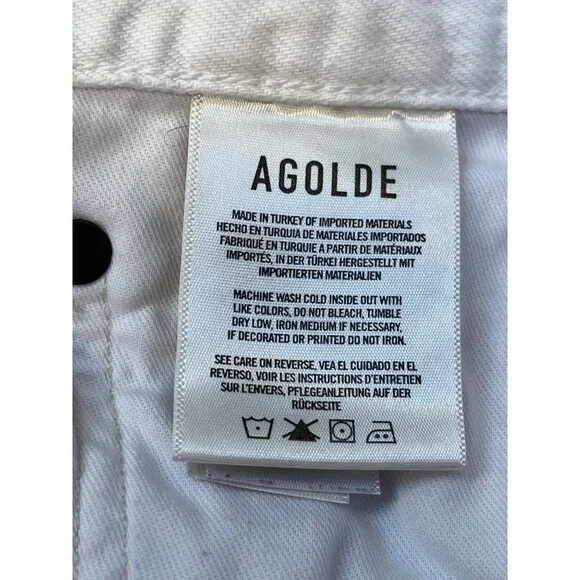 AGOLDE
MADE IN TURKEY OF IMPORTED MATERIALS
HECHO EN TURQUIA DE MATERIALES IMPORTADOS
FABRIQUÉ EN TURQUIE A PARTIR DE MATÉRIAUX
IMPORTÉS, IN DER TÜRKEI HERGESTELLT MIT
IMPORTIERTEN MATERIALIEN
MACHINE WASH COLD INSIDE OUT WITH
LIKE COLORS, DO NOT BLEACH, TUMBLE
DRY LOW, IRON MEDIUM IF NECESSARY.
IF DECORATED OR PRINTED DO NOT IRON.
SEE CARE ON REVERSE, VEA EL CUIDADO EN EL
REVERSO, VOIR LES INSTRUCTIONS D'ENTRETIEN
SUR L'ENVERS, PFLEGEANLEITUNG AUF DER
RÜCKSEITE